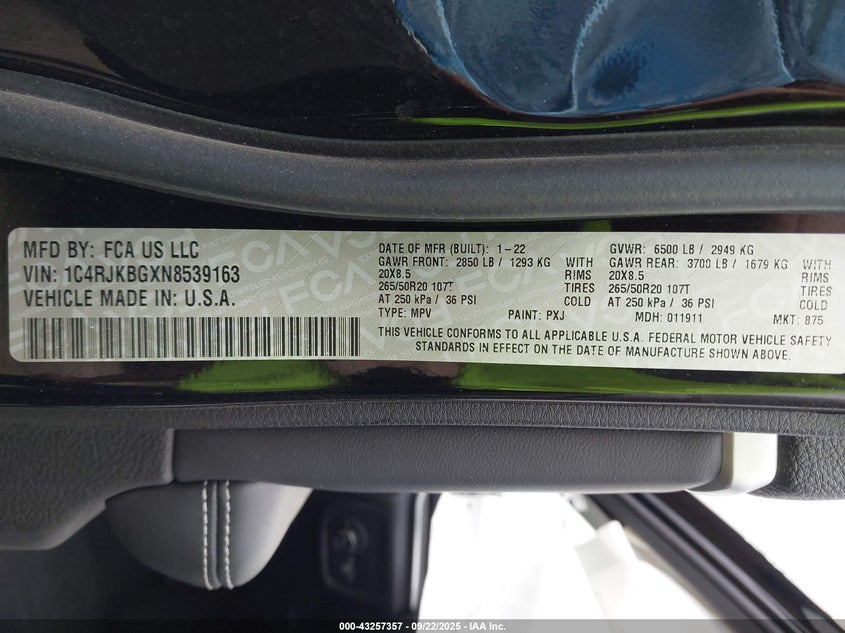 MFD BY: FCA US LLC
VIN: 1C4RJKBGXN8539163
VEHICLE MADE IN: U.S.A.
DATE OF MFR (BUILT): 1-22 GVWR: 6500 LB / 2949 KG
GAWR FRONT: 2850 LB / 1293 KG WITH GAWR REAR: 3700 LB / 1679 KG WITH
20X8.5 RIMS 20X8.5 RIMS
265/50R20 107T TIRES 265/50R20 107T TIRES
AT 250 kPa / 36 PSI COLD AT 250 kPa / 36 PSI COLD
TYPE: MPV PAINT: PXJ MDH: 011911 MKT: 875
THIS VEHICLE CONFORMS TO ALL APPLICABLE U.S.A. FEDERAL MOTOR VEHICLE SAFETY
STANDARDS IN EFFECT ON THE DATE OF MANUFACTURE SHOWN ABOVE.
000-43257357 - 09/22/2025 - IAA Inc.